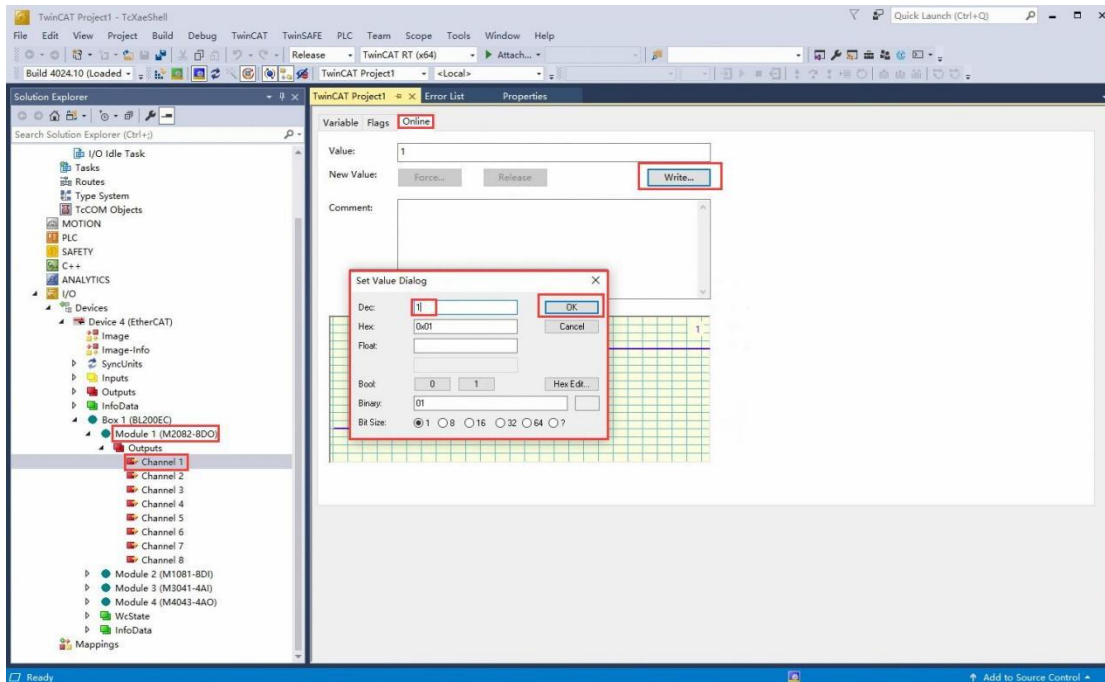 TwinCAT Project1 - TcXaeShell
Quick Launch (Ctrl+Q)
File Edit View Project Build Debug TwinCAT TwinSAFE PLC Team Scope Tools Window Help
Release TwinCAT RT (x64) Attach...
Build 4024.10 (Loaded TwinCAT Project1 <Local>
Solution Explorer
Search Solution Explorer (Ctrl+;)
I/O Idle Task
Tasks
Routes
Type System
TcCOM Objects
MOTION
PLC
SAFETY
C++
ANALYTICS
I/O
Devices
Device 4 (EtherCAT)
Image
Image-Info
SyncUnits
Inputs
Outputs
InfoData
Box 1 (BL200EC)
Module 1 (M2082-8DO)
Outputs
Channel 1
Channel 2
Channel 3
Channel 4
Channel 5
Channel 6
Channel 7
Channel 8
Module 2 (M1081-8DI)
Module 3 (M3041-4AI)
Module 4 (M4043-4AO)
WcState
InfoData
Mappings
TwinCAT Project1 Error List Properties
Variable Flags Online
Value: 1
New Value: Force... Release Write...
Comment:
Set Value Dialog
Dec: 1 OK
Hex: 0x01 Cancel
Float:
Bool: 0 1 Hex Edit...
Binary: 01
Bit Size: 1 8 16 32 64 ?
1
Ready
Add to Source Control